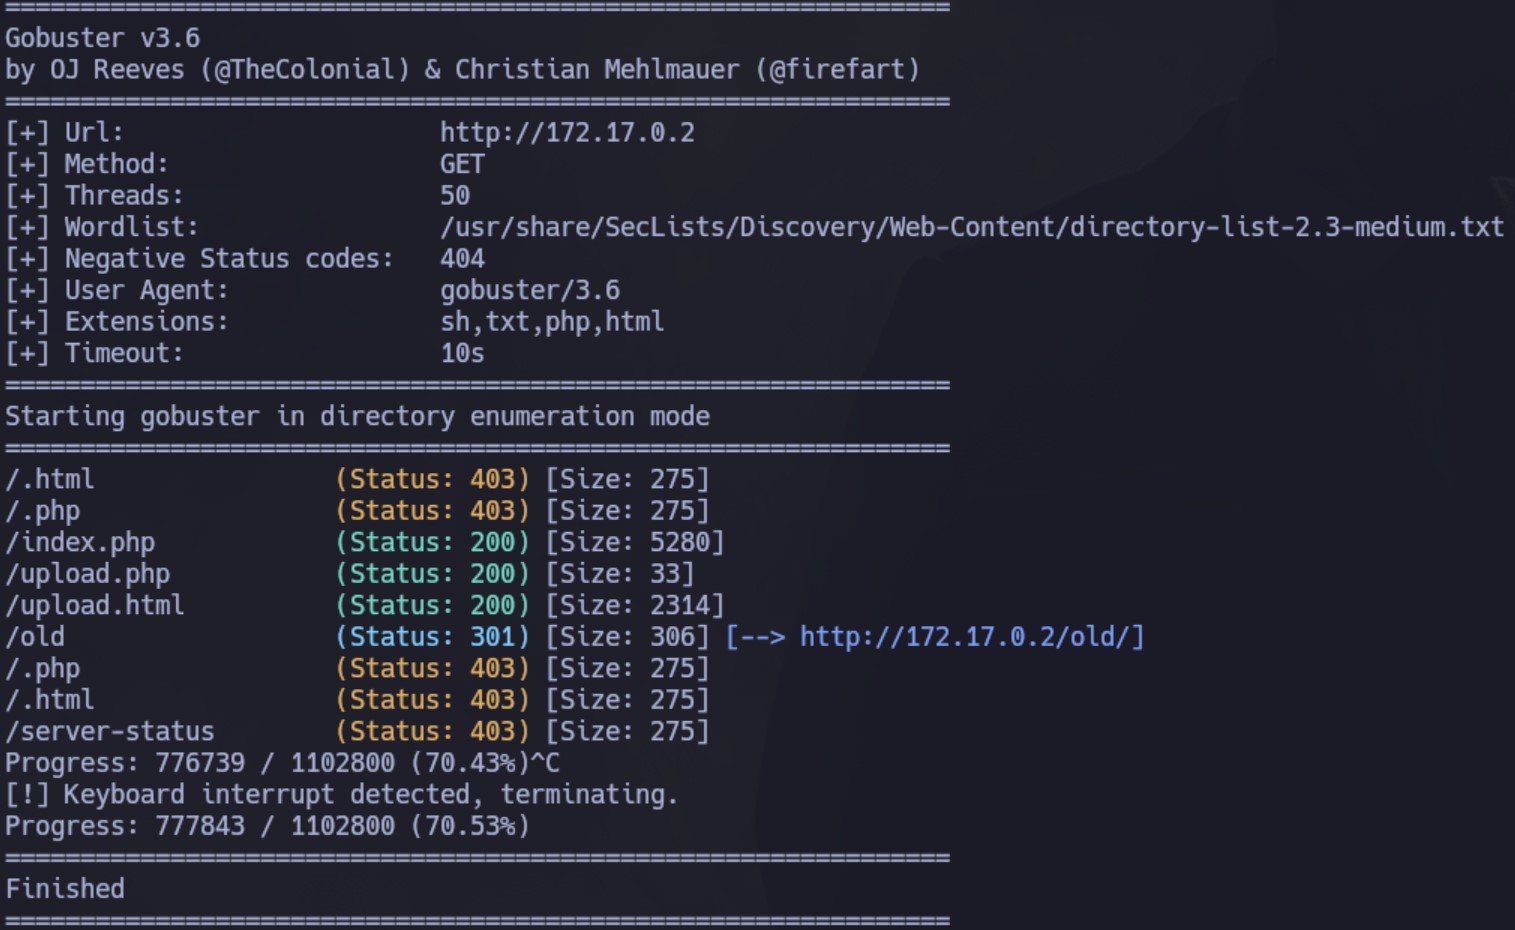 ===============================================================
Gobuster v3.6
by OJ Reeves (@TheColonial) & Christian Mehlmauer (@firefart)
===============================================================
[+] Url:                     http://172.17.0.2
[+] Method:                  GET
[+] Threads:                 50
[+] Wordlist:                /usr/share/SecLists/Discovery/Web-Content/directory-list-2.3-medium.txt
[+] Negative Status codes:   404
[+] User Agent:              gobuster/3.6
[+] Extensions:              sh,txt,php,html
[+] Timeout:                 10s
===============================================================
Starting gobuster in directory enumeration mode
===============================================================
/.html                (Status: 403) [Size: 275]
/.php                 (Status: 403) [Size: 275]
/index.php            (Status: 200) [Size: 5280]
/upload.php           (Status: 200) [Size: 33]
/upload.html          (Status: 200) [Size: 2314]
/old                  (Status: 301) [Size: 306] [--> http://172.17.0.2/old/]
/.php                 (Status: 403) [Size: 275]
/.html                (Status: 403) [Size: 275]
/server-status        (Status: 403) [Size: 275]
Progress: 776739 / 1102800 (70.43%)^C
[!] Keyboard interrupt detected, terminating.
Progress: 777843 / 1102800 (70.53%)
===============================================================
Finished
===============================================================